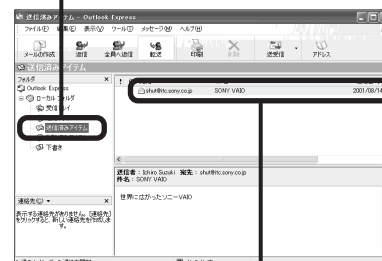 送信済みアイテム - Outlook Express
ファイル(F) 編集(E) 表示(V) ツール(T) メッセージ(M) ヘルプ(H)
メールの作成 返信 全員へ返信 転送 印刷 削除 送受信 アドレス
送信済みアイテム
フォルダ
Outlook Express
ローカル フォルダ
送信済みアイテム
下書き
shut@itc.sony.co.jp SONY VAIO 2001/08/14
送信者: Ichiro Suzuki 宛先: shut@itc.sony.co.jp
件名: SONY VAIO
世界に広がったソニーVAIO
連絡先(C)
表示する連絡先がありません。[連絡先]
をクリックすると、新しい連絡先を作成しま
す。